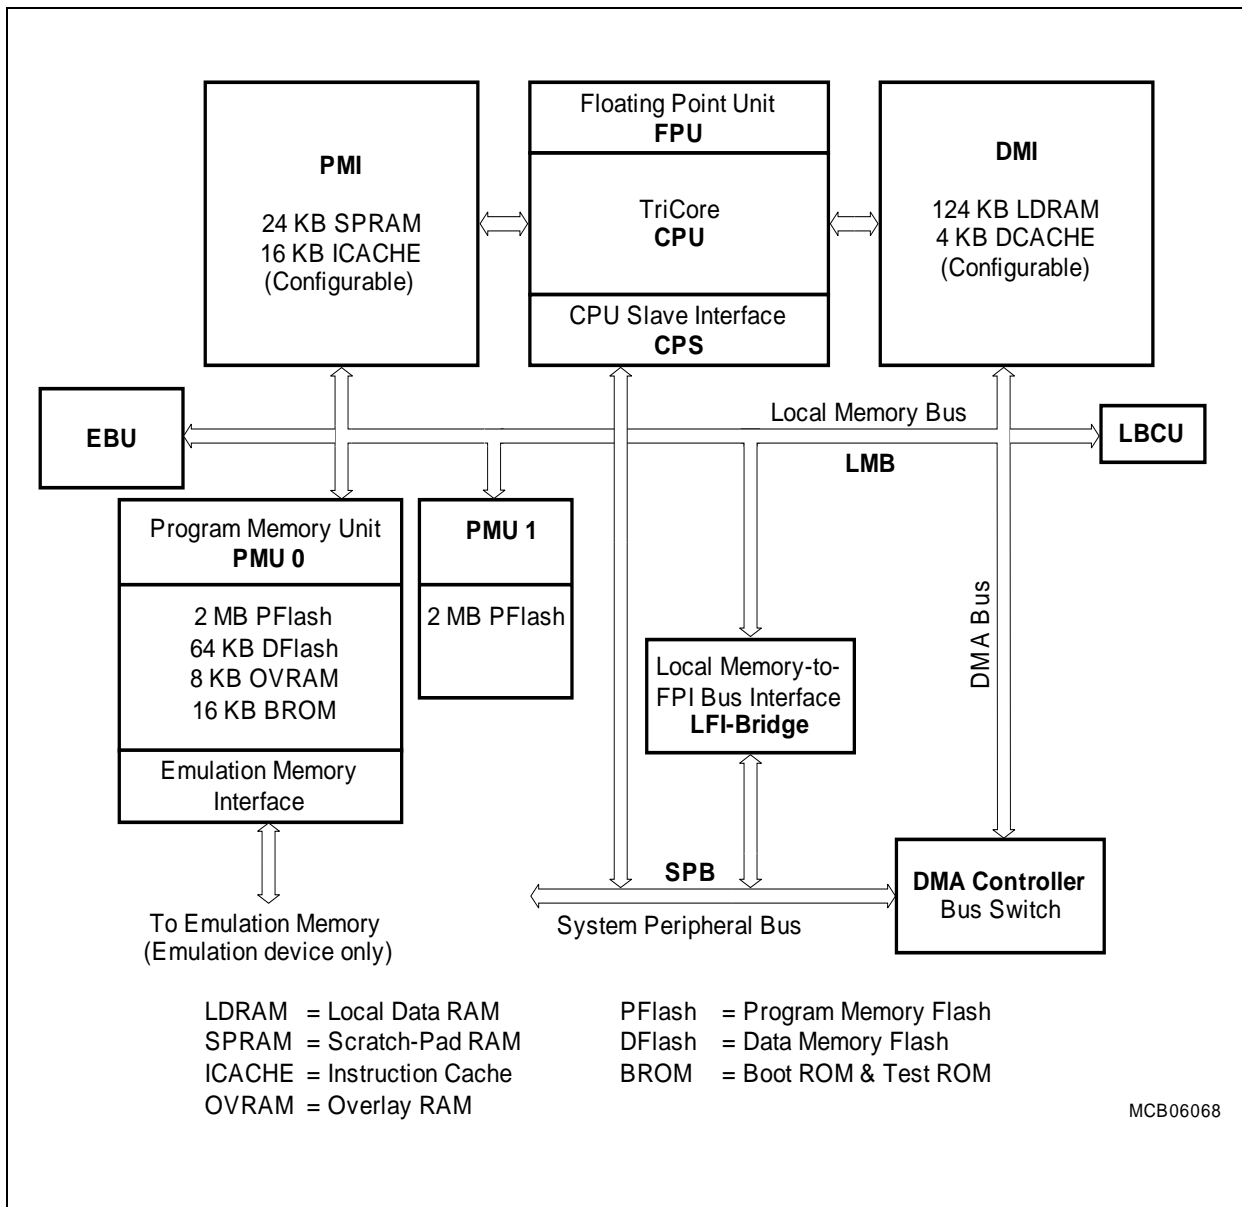 PMI
24 KB SPRAM
16 KB ICACHE
(Configurable)
Floating Point Unit
FPU
TriCore
CPU
CPU Slave Interface
CPS
DMI
124 KB LDRAM
4 KB DCACHE
(Configurable)
EBU
Local Memory Bus
LMB
LBCU
Program Memory Unit
PMU 0
2 MB PFlash
64 KB DFlash
8 KB OVRAM
16 KB BROM
Emulation Memory
Interface
PMU 1
2 MB PFlash
Local Memory-to-
FPI Bus Interface
LFI-Bridge
DMA Bus
To Emulation Memory
(Emulation device only)
SPB
System Peripheral Bus
DMA Controller
Bus Switch
LDRAM = Local Data RAM
SPRAM = Scratch-Pad RAM
ICACHE = Instruction Cache
OVRAM = Overlay RAM
PFlash = Program Memory Flash
DFlash = Data Memory Flash
BROM = Boot ROM & Test ROM
MCB06068